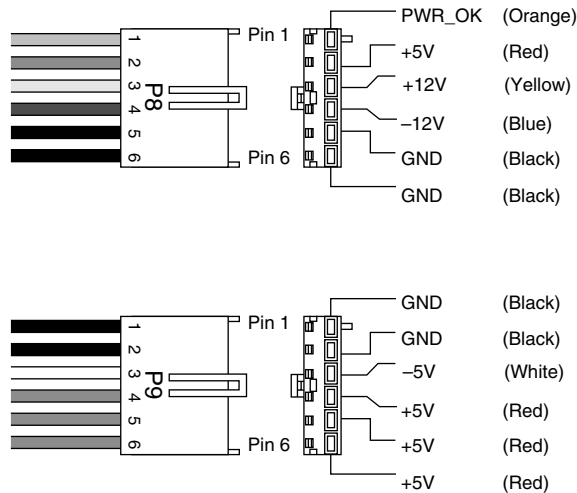 PWR_OK (Orange)
Pin 1
1
+5V (Red)
2
+12V (Yellow)
3
P8
4
–12V (Blue)
5
GND (Black)
6
Pin 6
GND (Black)
GND (Black)
Pin 1
1
GND (Black)
2
–5V (White)
3
P9
4
+5V (Red)
5
+5V (Red)
6
Pin 6
+5V (Red)